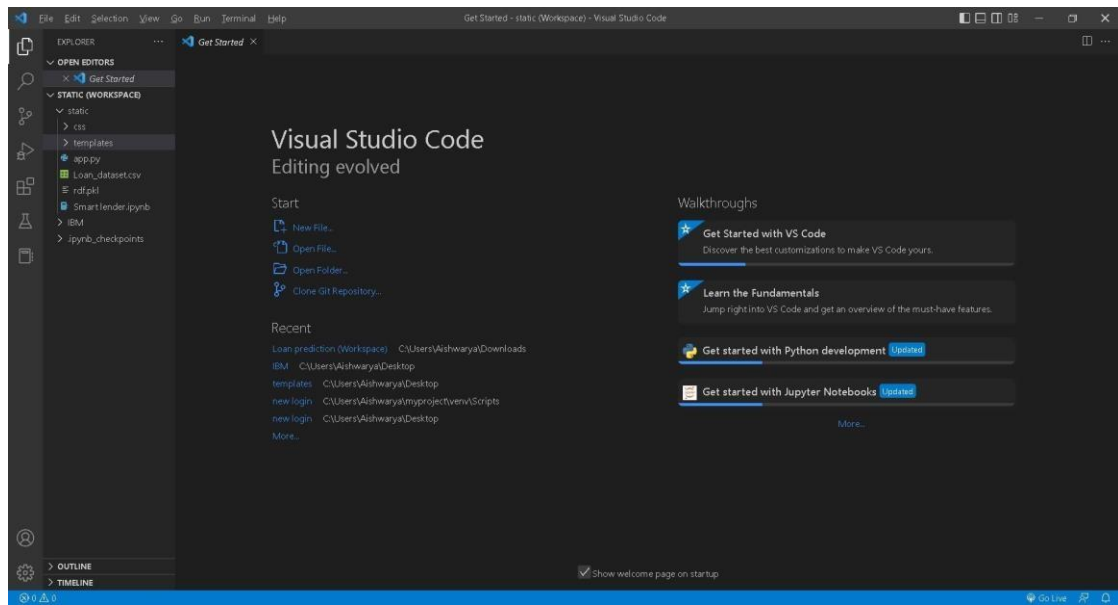 File Edit Selection View Go Run Terminal Help
Get Started - static (Workspace) - Visual Studio Code
EXPLORER
Get Started
OPEN EDITORS
Get Started
STATIC (WORKSPACE)
static
css
templates
app.py
Loan_dataset.csv
rdf.pkl
Smart lender.ipynb
IBM
.ipynb_checkpoints
OUTLINE
TIMELINE
Visual Studio Code
Editing evolved
Start
New File...
Open File...
Open Folder...
Clone Git Repository...
Recent
Loan prediction (Workspace) C:\Users\Aishwarya\Downloads
IBM C:\Users\Aishwarya\Desktop
templates C:\Users\Aishwarya\Desktop
new login C:\Users\Aishwarya\myproject\venv\Scripts
new login C:\Users\Aishwarya\Desktop
More...
Walkthroughs
Get Started with VS Code
Discover the best customizations to make VS Code yours.
Learn the Fundamentals
Jump right into VS Code and get an overview of the must-have features.
Get started with Python development Updated
Get started with Jupyter Notebooks Updated
More...
Show welcome page on startup
0 0
Go Live